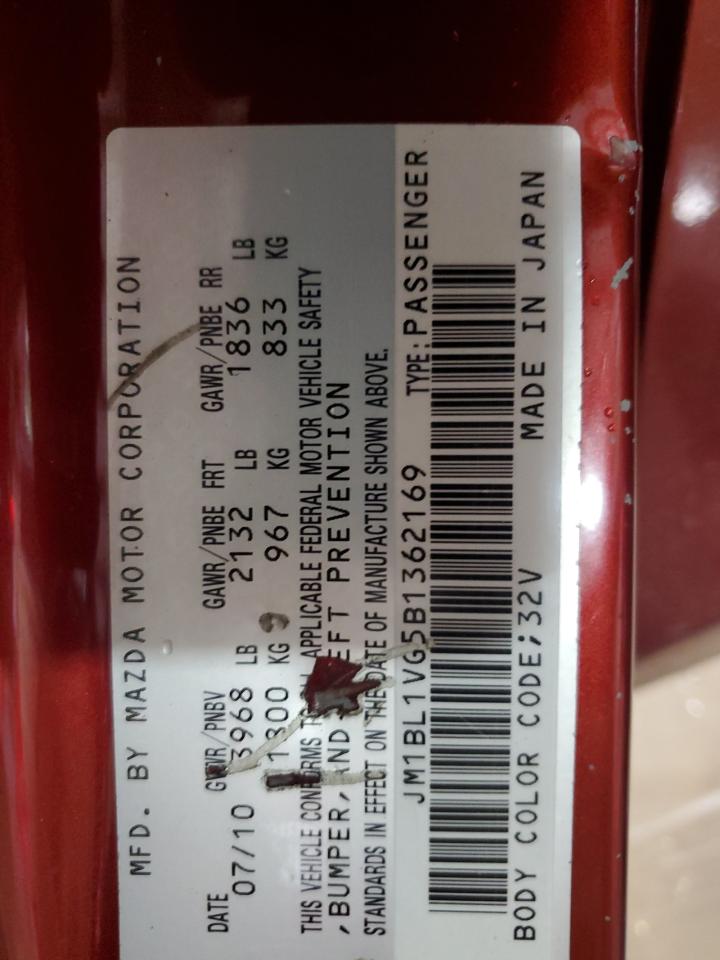 MFD. BY MAZDA MOTOR CORPORATION
DATE GVWR/PNBV GAWR/PNBE FRT GAWR/PNBE RR
07/10 3968 LB 2132 LB 1836 LB
1800 KG 967 KG 833 KG
THIS VEHICLE CONFORMS APPLICABLE FEDERAL MOTOR VEHICLE SAFETY
,BUMPER, AND PREVENTION
STANDARDS IN EFFECT ON THE DATE OF MANUFACTURE SHOWN ABOVE.
JM1BL1VG5B1362169 TYPE:PASSENGER
BODY COLOR CODE;32V MADE IN JAPAN